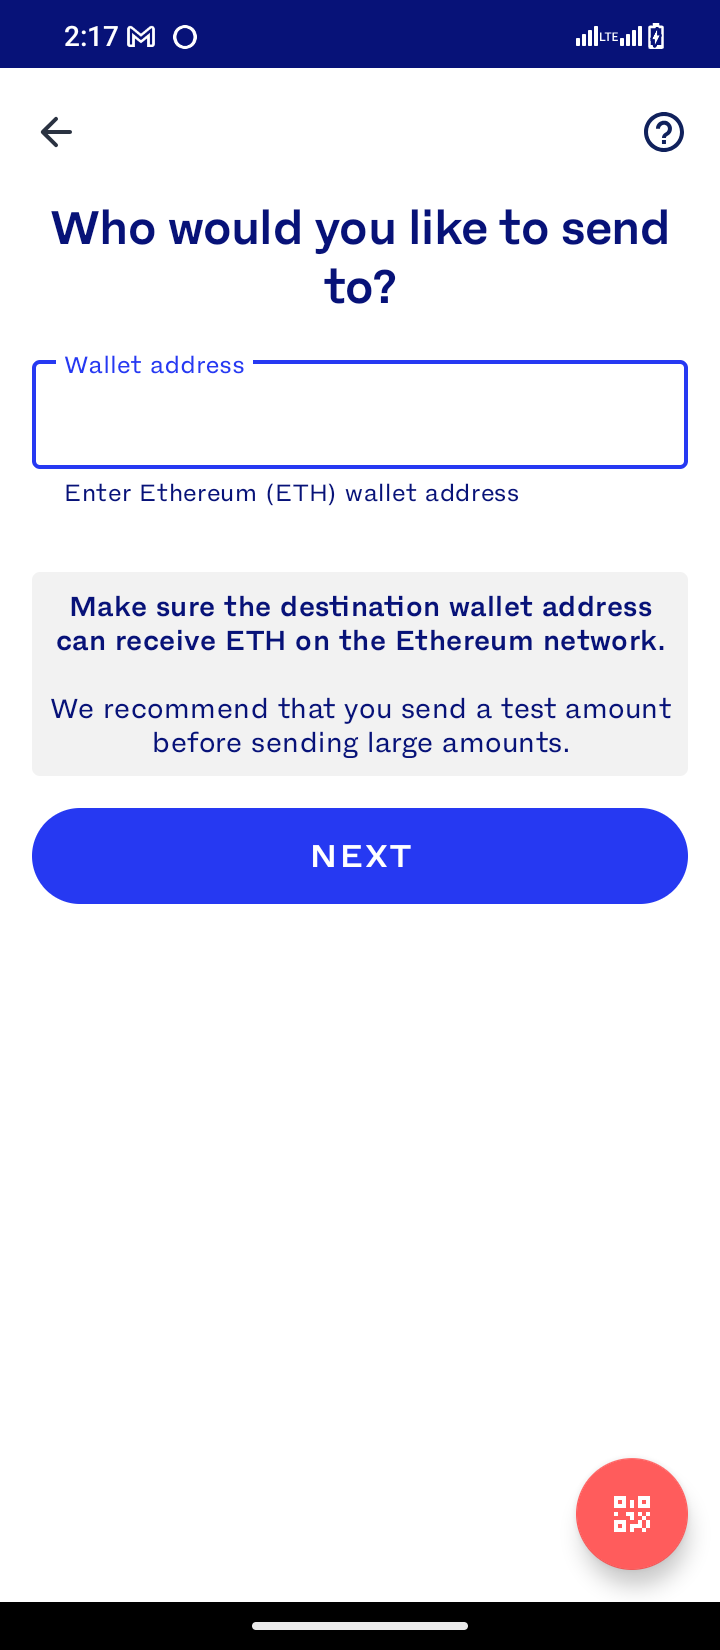 2:17
LTE
Who would you like to send
to?
Wallet address
Enter Ethereum (ETH) wallet address
Make sure the destination wallet address
can receive ETH on the Ethereum network.
We recommend that you send a test amount
before sending large amounts.
NEXT